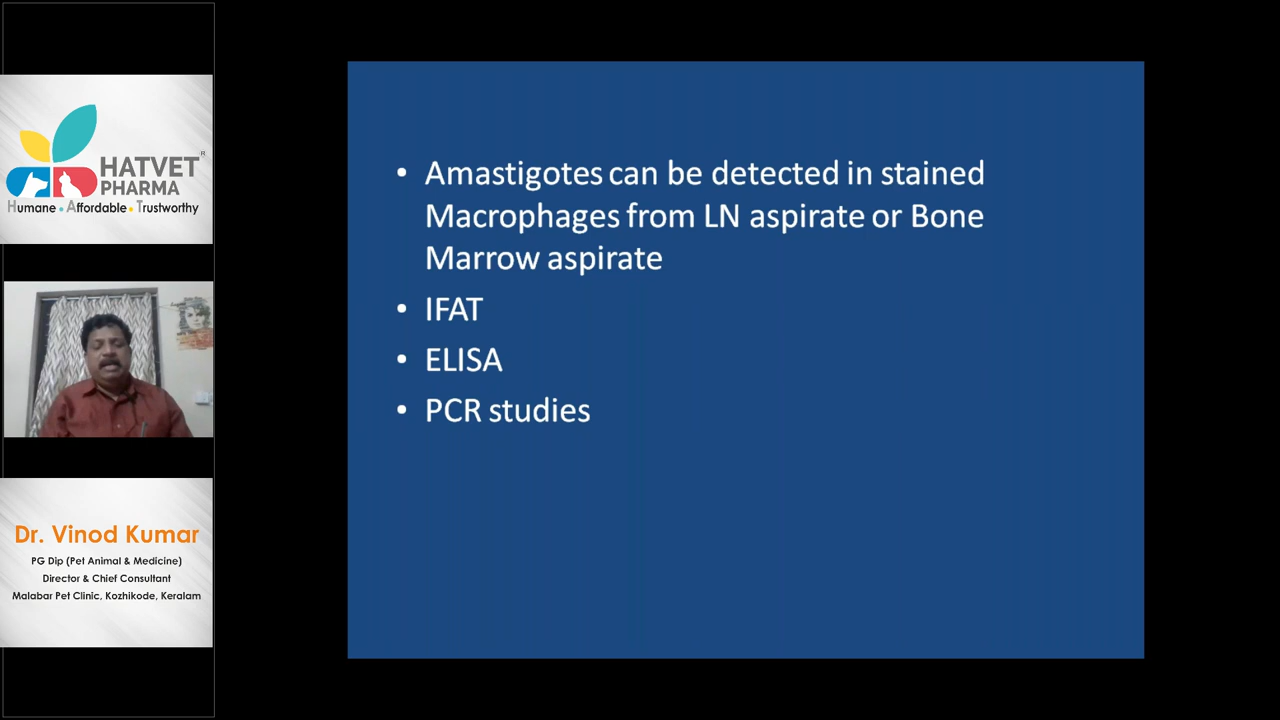 HATVET®
PHARMA
Humane • Affordable • Trustworthy
Dr. Vinod Kumar
PG Dip (Pet Animal & Medicine)
Director & Chief Consultant
Malabar Pet Clinic, Kozhikode, Keralam
• Amastigotes can be detected in stained
Macrophages from LN aspirate or Bone
Marrow aspirate
• IFAT
• ELISA
• PCR studies